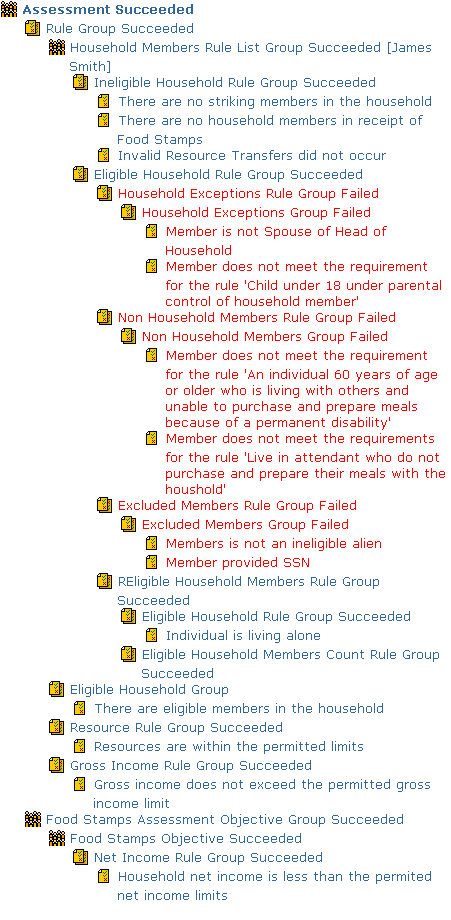 Assessment Succeeded
Rule Group Succeeded
Household Members Rule List Group Succeeded [James
Smith]
Ineligible Household Rule Group Succeeded
There are no striking members in the household
There are no household members in receipt of
Food Stamps
Invalid Resource Transfers did not occur
Eligible Household Rule Group Succeeded
Household Exceptions Rule Group Failed
Household Exceptions Group Failed
Member is not Spouse of Head of
Household
Member does not meet the requirement
for the rule 'Child under 18 under parental
control of household member'
Non Household Members Rule Group Failed
Non Household Members Group Failed
Member does not meet the requirement
for the rule 'An individual 60 years of age
or older who is living with others and
unable to purchase and prepare meals
because of a permanent disability'
Member does not meet the requirements
for the rule 'Live in attendant who do not
purchase and prepare their meals with the
houshold'
Excluded Members Rule Group Failed
Excluded Members Group Failed
Members is not an ineligible alien
Member provided SSN
REligible Household Members Rule Group
Succeeded
Eligible Household Rule Group Succeeded
Individual is living alone
Eligible Household Members Count Rule Group
Succeeded
Eligible Household Group
There are eligible members in the household
Resource Rule Group Succeeded
Resources are within the permitted limits
Gross Income Rule Group Succeeded
Gross income does not exceed the permitted gross
income limit
Food Stamps Assessment Objective Group Succeeded
Food Stamps Objective Succeeded
Net Income Rule Group Succeeded
Household net income is less than the permited
net income limits